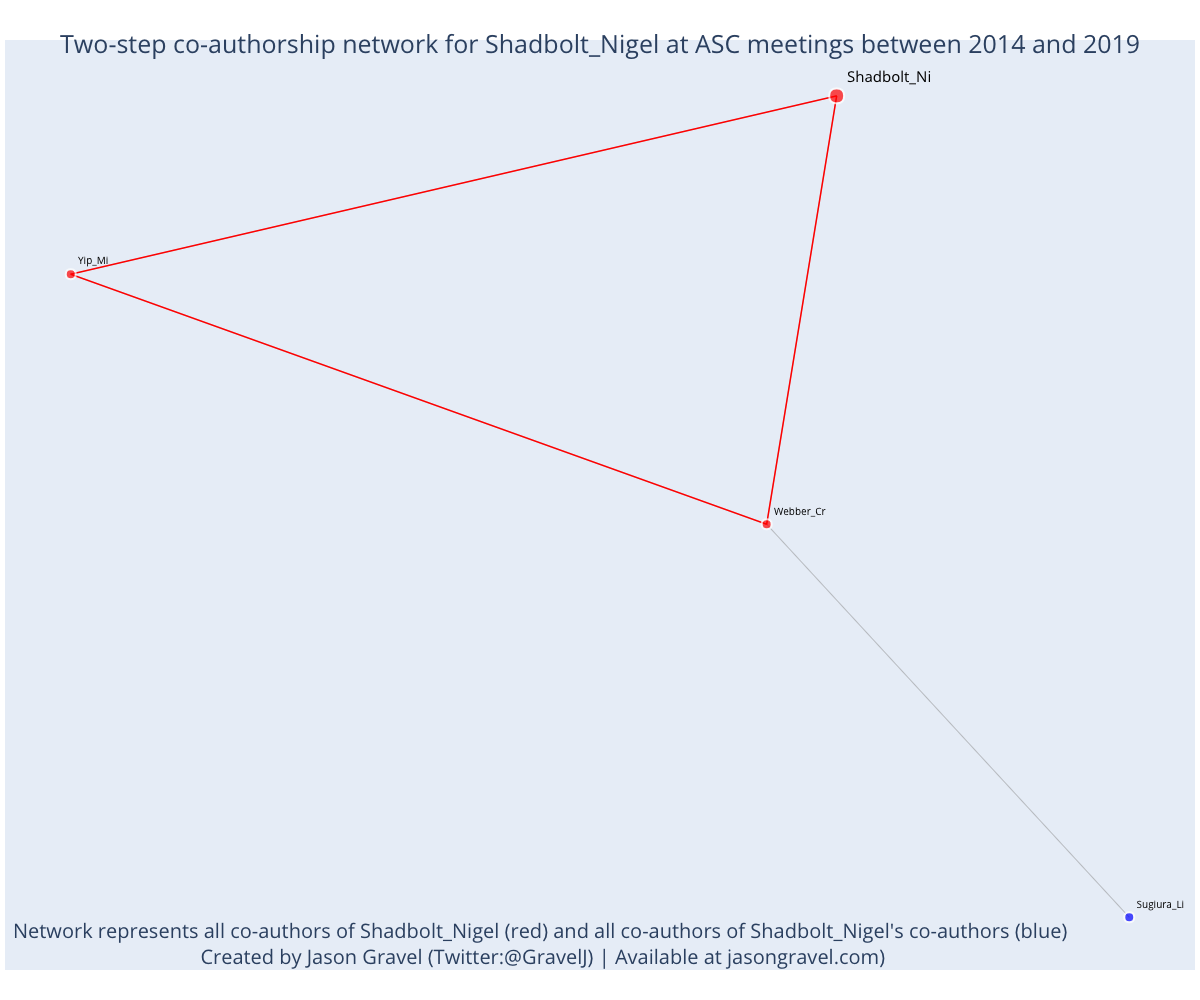 Two-step co-authorship network for Shadbolt_Nigel at ASC meetings between 2014 and 2019
Shadbolt_Ni
Yip_Mi
Webber_Cr
Sugiura_Li
Network represents all co-authors of Shadbolt_Nigel (red) and all co-authors of Shadbolt_Nigel's co-authors (blue)
Created by Jason Gravel (Twitter:@GravelJ) | Available at jasongravel.com)